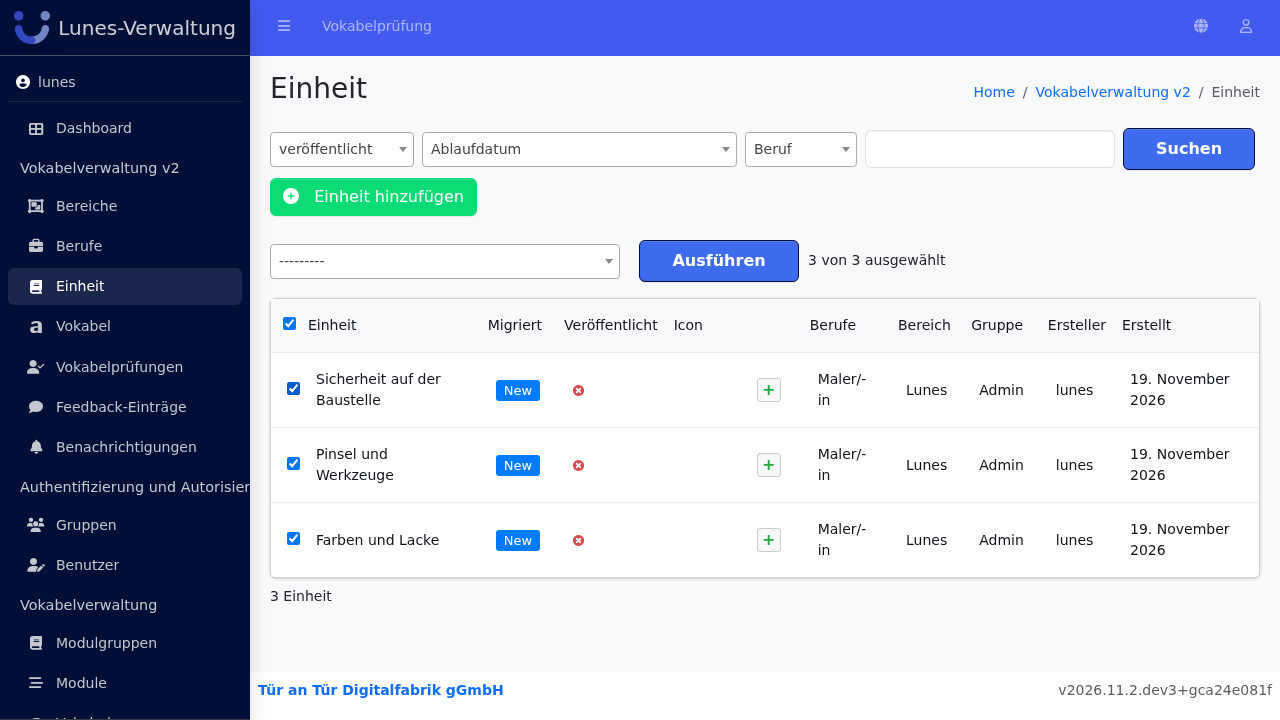 Lunes-Verwaltung
Vokabelprüfung
lunes
Dashboard
Vokabelverwaltung v2
Bereiche
Berufe
Einheit
Vokabel
Vokabelprüfungen
Feedback-Einträge
Benachrichtigungen
Authentifizierung und Autorisier
Gruppen
Benutzer
Vokabelverwaltung
Modulgruppen
Module
Einheit
Home / Vokabelverwaltung v2 / Einheit
veröffentlicht Ablaufdatum Beruf Suchen
Einheit hinzufügen
--------- Ausführen 3 von 3 ausgewählt
Einheit Migriert Veröffentlicht Icon Berufe Bereich Gruppe Ersteller Erstellt
Sicherheit auf der
Baustelle
New
Maler/-
in
Lunes
Admin
lunes
19. November
2026
Pinsel und
Werkzeuge
New
Maler/-
in
Lunes
Admin
lunes
19. November
2026
Farben und Lacke
New
Maler/-
in
Lunes
Admin
lunes
19. November
2026
3 Einheit
Tür an Tür Digitalfabrik gGmbH
v2026.11.2.dev3+gca24e081f